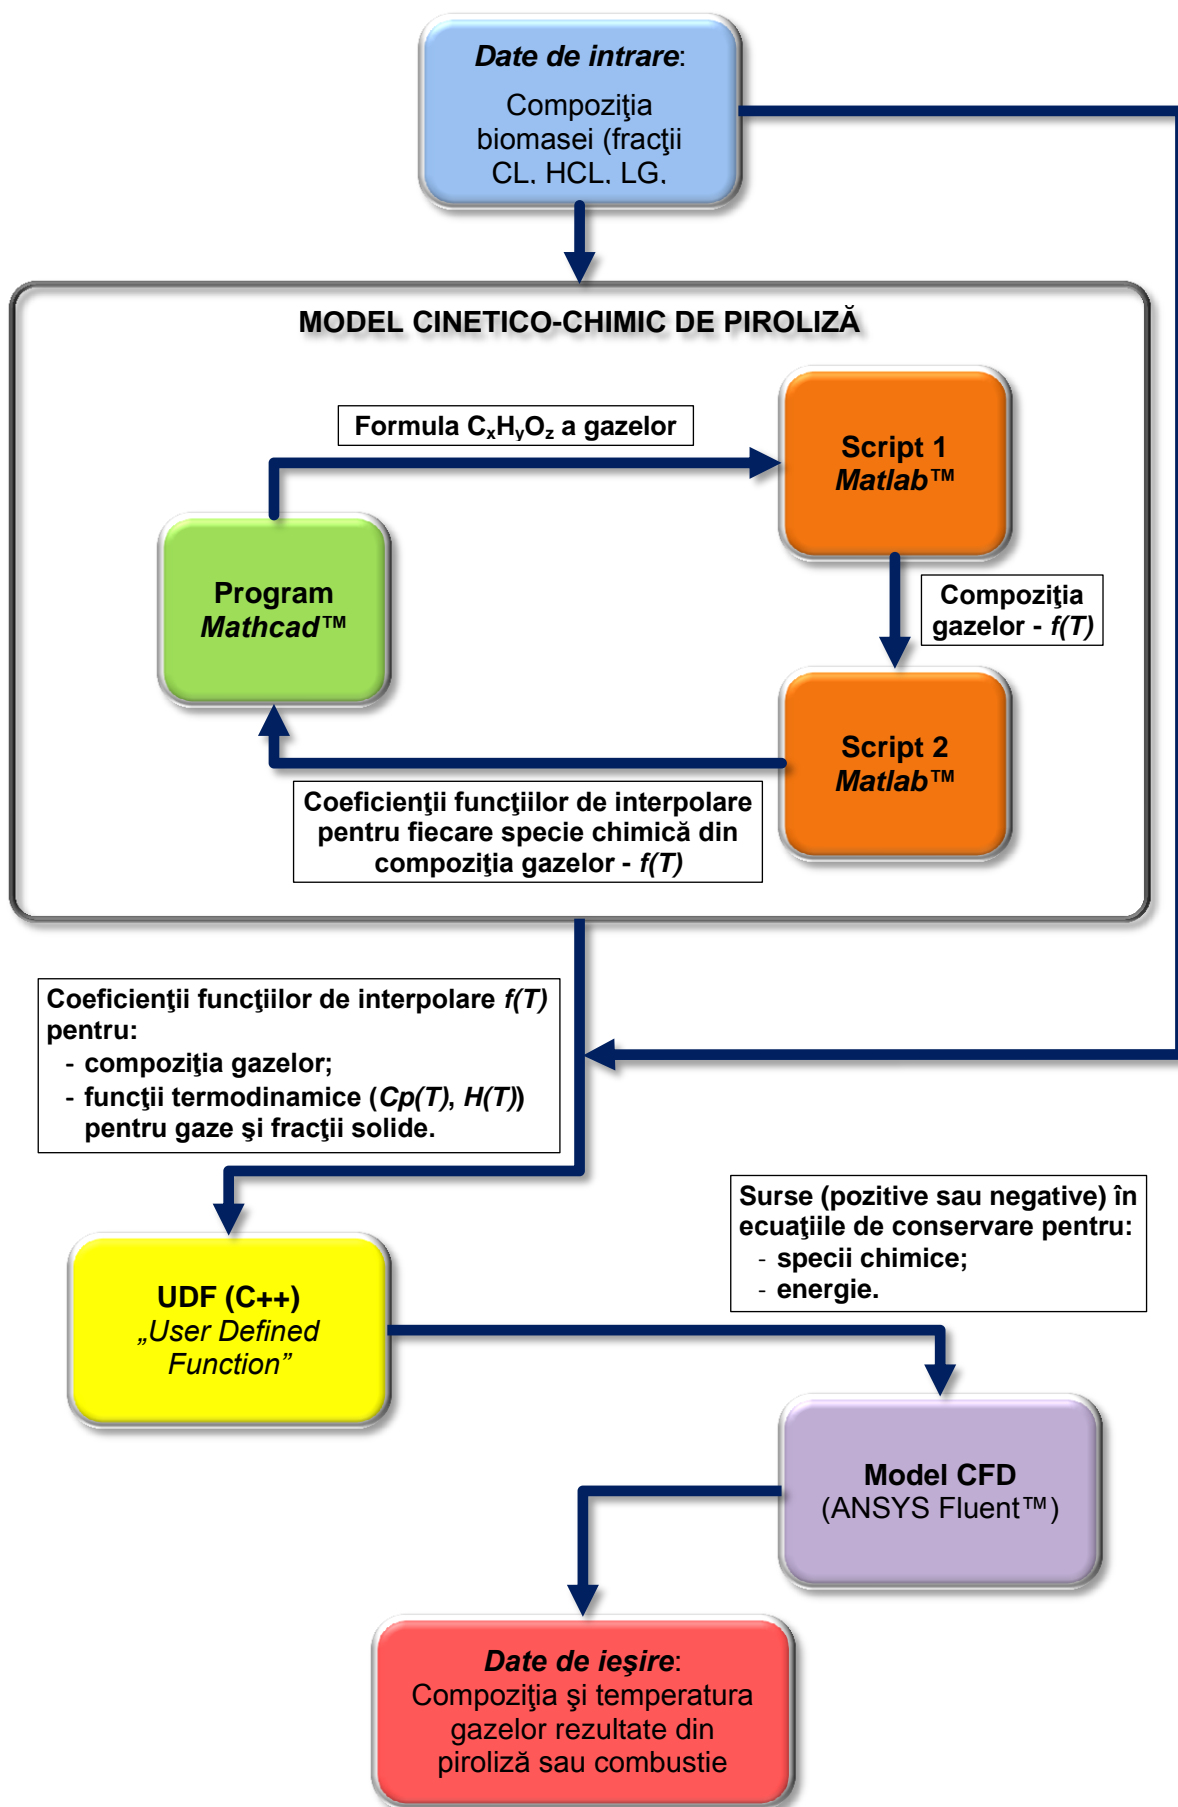 Date de intrare:
Compoziţia
biomasei (fracţii
CL, HCL, LG,
MODEL CINETICO-CHIMIC DE PIROLIZĂ
Formula CxHyOz a gazelor
Script 1
Matlab™
Program
Mathcad™
Compoziţia
gazelor - f(T)
Script 2
Matlab™
Coeficienţii funcţiilor de interpolare
pentru fiecare specie chimică din
compoziţia gazelor - f(T)
Coeficienţii funcţiilor de interpolare f(T)
pentru:
- compoziţia gazelor;
- funcţii termodinamice (Cp(T), H(T))
pentru gaze şi fracţii solide.
Surse (pozitive sau negative) în
ecuaţiile de conservare pentru:
- specii chimice;
- energie.
UDF (C++)
„User Defined
Function”
Model CFD
(ANSYS Fluent™)
Date de ieşire:
Compoziţia şi temperatura
gazelor rezultate din
piroliză sau combustie